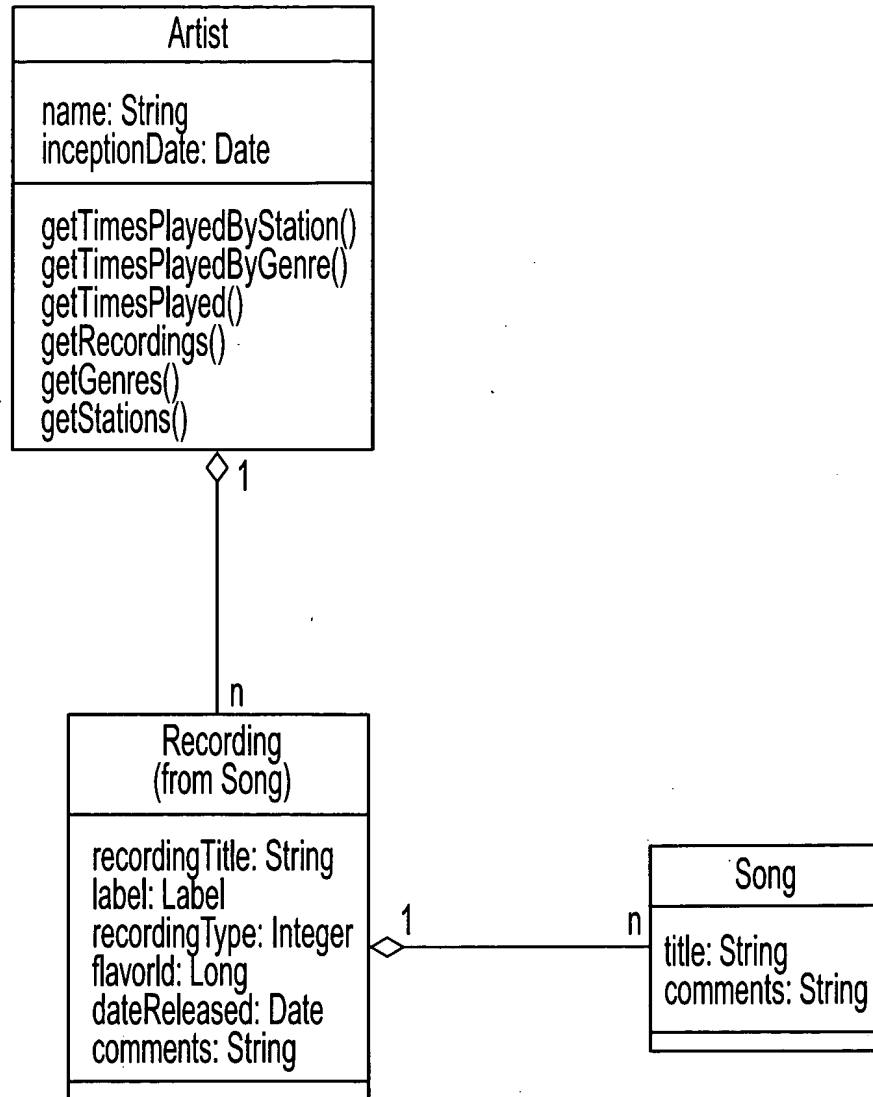 Artist
name: String
inceptionDate: Date
getTimesPlayedByStation()
getTimesPlayedByGenre()
getTimesPlayed()
getRecordings()
getGenres()
getStations()
1
n
Recording
(from Song)
recordingTitle: String
label: Label
recordingType: Integer
flavorId: Long
dateReleased: Date
comments: String
1
n
Song
title: String
comments: String